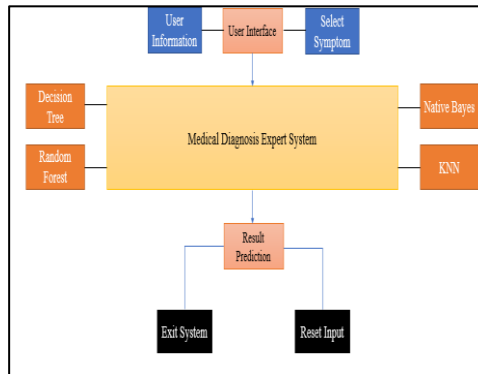 User
Information
User Interface
Select
Symptom
Decision
Tree
Native Bayes
Medical Diagnosis Expert System
Random
Forest
KNN
Result
Prediction
Exit System
Reset Input